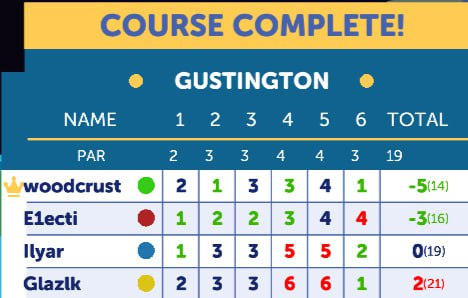 COURSE COMPLETE!
GUSTINGTON
NAME 1 2 3 4 5 6 TOTAL
PAR 2 3 3 4 4 3 19
woodcrust 2 1 3 3 4 1 -5(14)
E1ecti 1 2 2 3 4 4 -3(16)
Ilyar 1 3 3 5 5 2 0(19)
Glazlk 2 3 3 6 6 1 2(21)